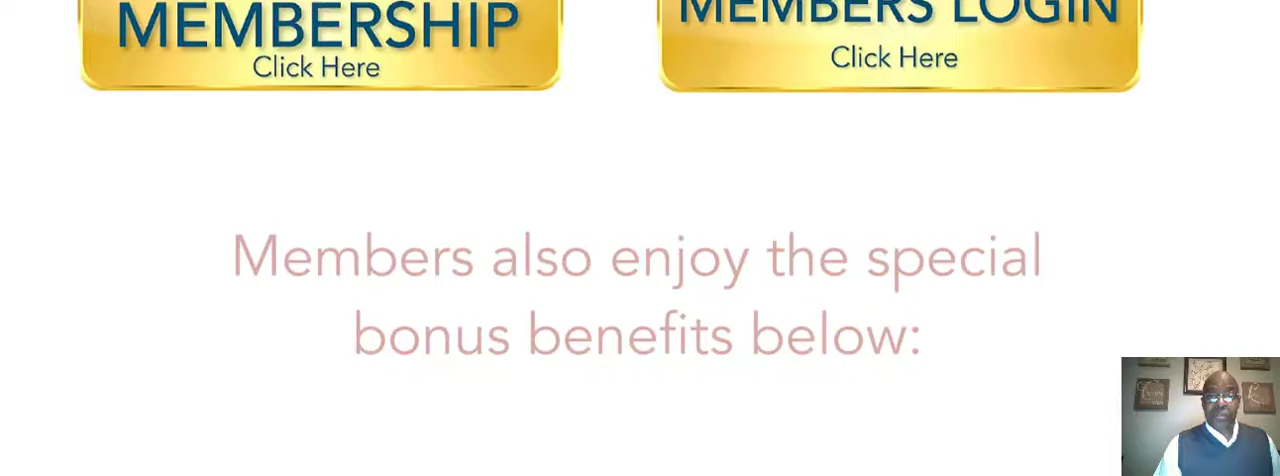 MEMBERSHIP
Click Here
MEMBERS LOGIN
Click Here
Members also enjoy the special
bonus benefits below: